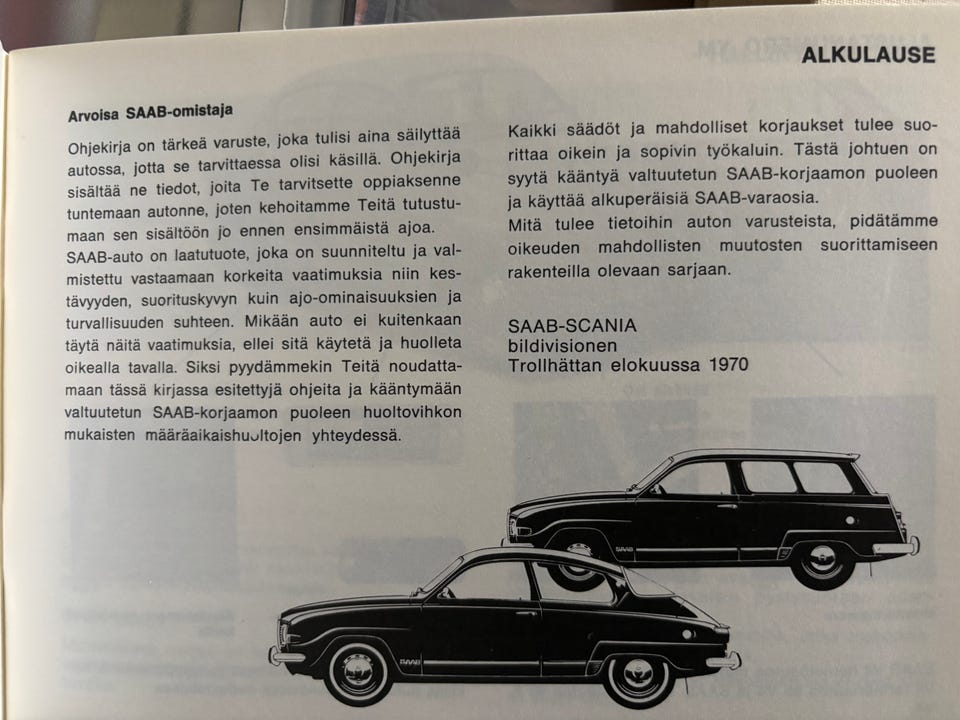 ALKULAUSE
Arvoisa SAAB-omistaja
Ohjekirja on tärkeä varuste, joka tulisi aina säilyttää
autossa, jotta se tarvittaessa olisi käsillä. Ohjekirja
sisältää ne tiedot, joita Te tarvitsette oppiaksenne
tuntemaan autonne, joten kehoitamme Teitä tutustu-
maan sen sisältöön jo ennen ensimmäistä ajoa.
SAAB-auto on laatutuote, joka on suunniteltu ja val-
mistettu vastaamaan korkeita vaatimuksia niin kes-
tävyyden, suorituskyvyn kuin ajo-ominaisuuksien ja
turvallisuuden suhteen. Mikään auto ei kuitenkaan
täytä näitä vaatimuksia, ellei sitä käytetä ja huolleta
oikealla tavalla. Siksi pyydämmekin Teitä noudatta-
maan tässä kirjassa esitettyjä ohjeita ja kääntymään
valtuutetun SAAB-korjaamon puoleen huoltovihkon
mukaisten määräaikaishuoltojen yhteydessä.
Kaikki säädöt ja mahdolliset korjaukset tulee suo-
rittaa oikein ja sopivin työkaluin. Tästä johtuen on
syytä kääntyä valtuutetun SAAB-korjaamon puoleen
ja käyttää alkuperäisiä SAAB-varaosia.
Mitä tulee tietoihin auton varusteista, pidätämme
oikeuden mahdollisten muutosten suorittamiseen
rakenteilla olevaan sarjaan.
SAAB-SCANIA
bildivisionen
Trollhättan elokuussa 1970
SAAB
SAAB